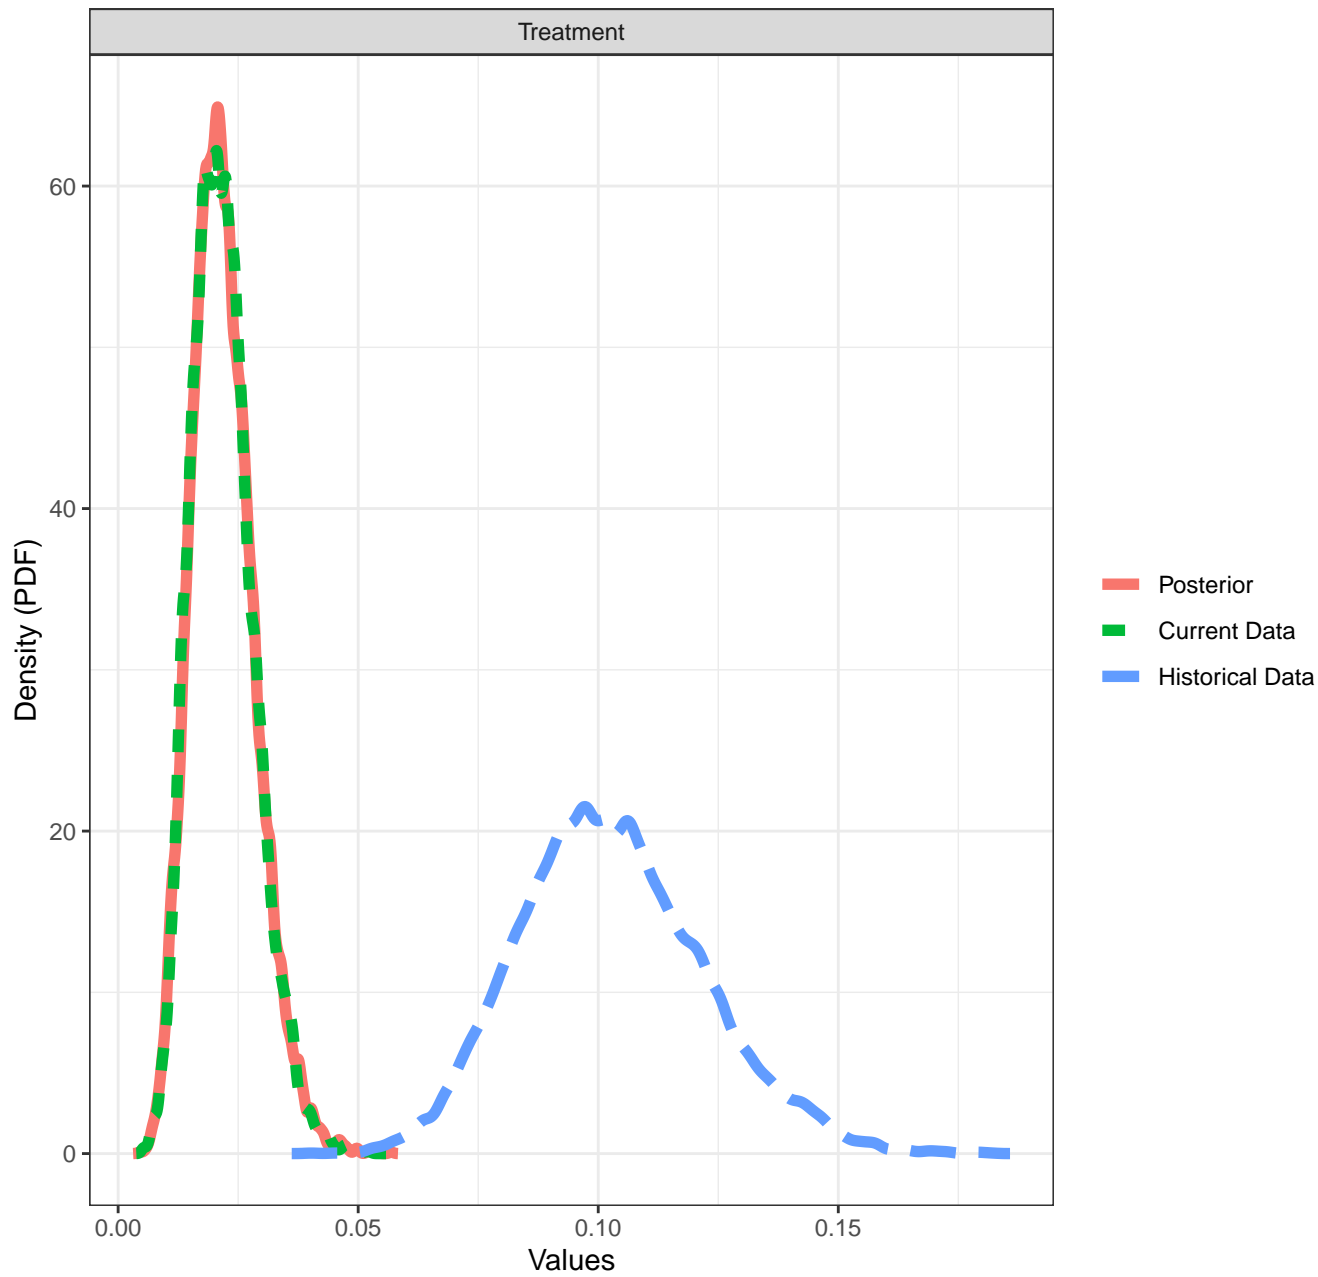 Treatment
60
40
20
0
Density (PDF)
0.00
0.05
0.10
0.15
Values
Posterior
Current Data
Historical Data